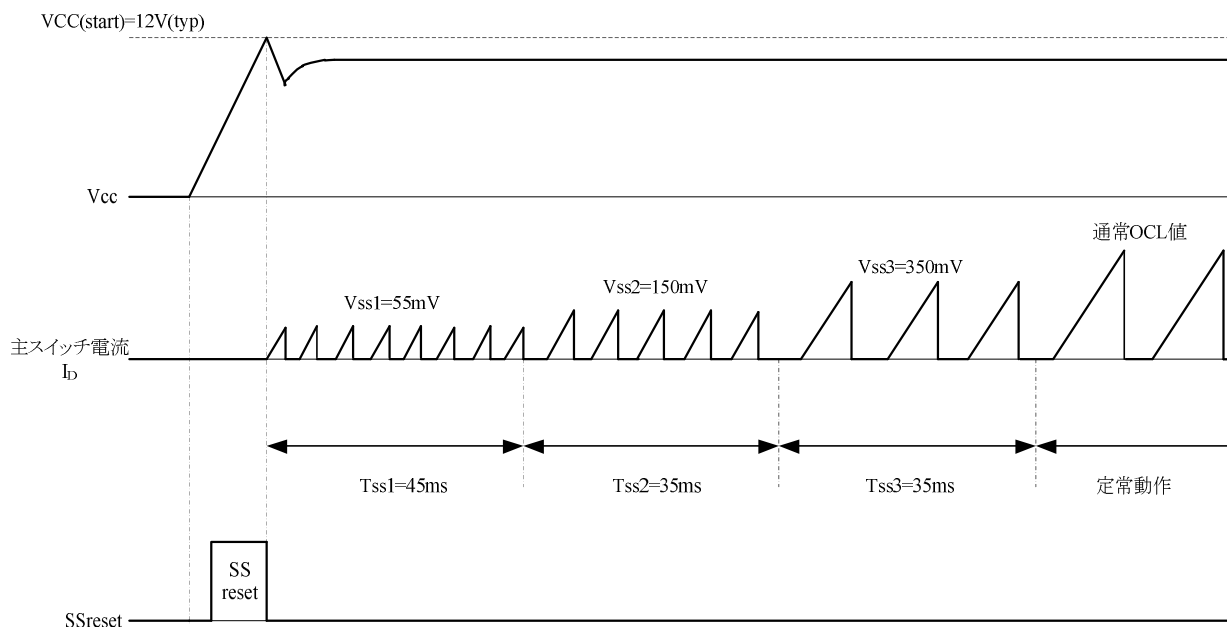 VCC(start)=12V(typ)
Vcc
通常OCL値
Vss3=350mV
Vss2=150mV
Vss1=55mV
主スイッチ電流
ID
Tss1=45ms
Tss2=35ms
Tss3=35ms
定常動作
SS
reset
SSreset